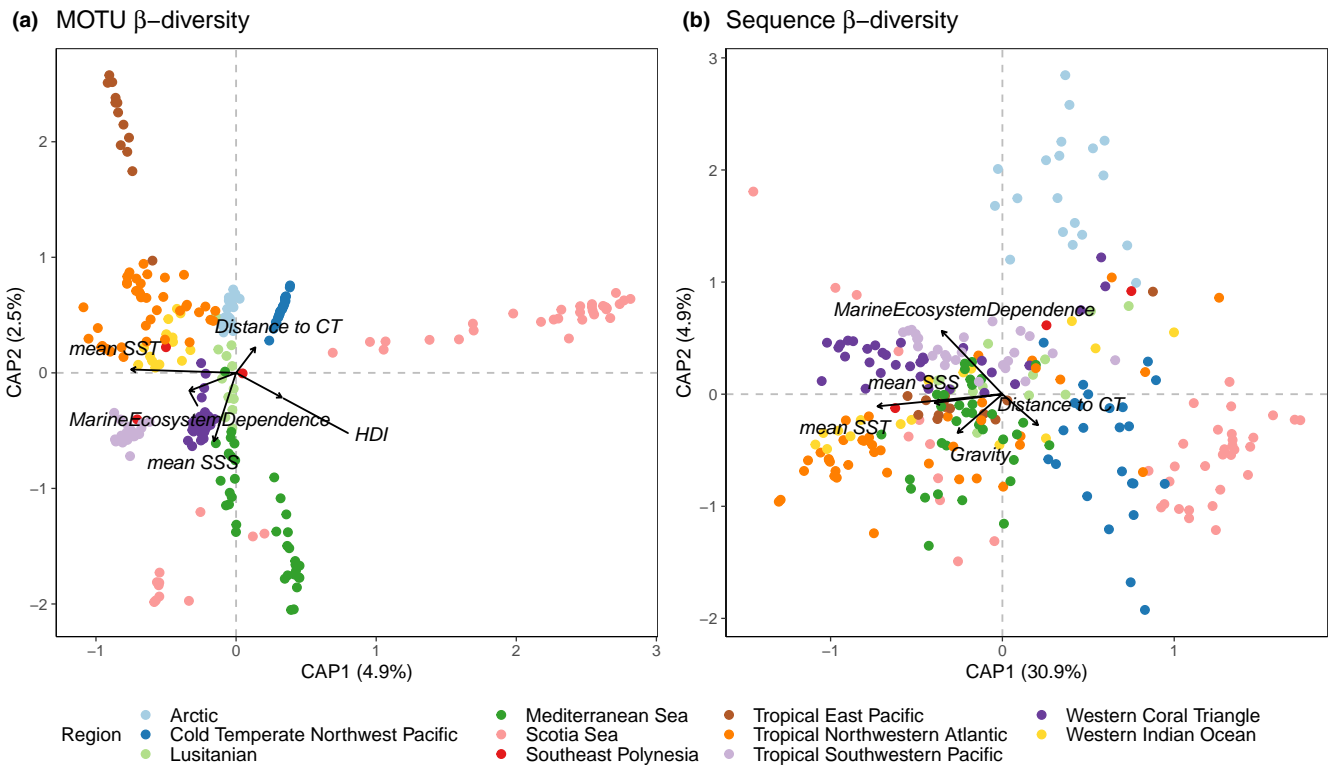 (a) MOTU β−diversity
2
1
0
−1
−2
CAP2 (2.5%)
Distance to CT
mean SST
MarineEcosystemDependence
HDI
mean SSS
−1 0 1 2 3
CAP1 (4.9%)
(b) Sequence β−diversity
3
2
1
0
−1
−2
CAP2 (4.9%)
MarineEcosystemDependence
mean SSS
Distance to CT
mean SST
Gravity
−1 0 1
CAP1 (30.9%)
Region
Arctic
Cold Temperate Northwest Pacific
Lusitanian
Mediterranean Sea
Scotia Sea
Southeast Polynesia
Tropical East Pacific
Tropical Northwestern Atlantic
Tropical Southwestern Pacific
Western Coral Triangle
Western Indian Ocean